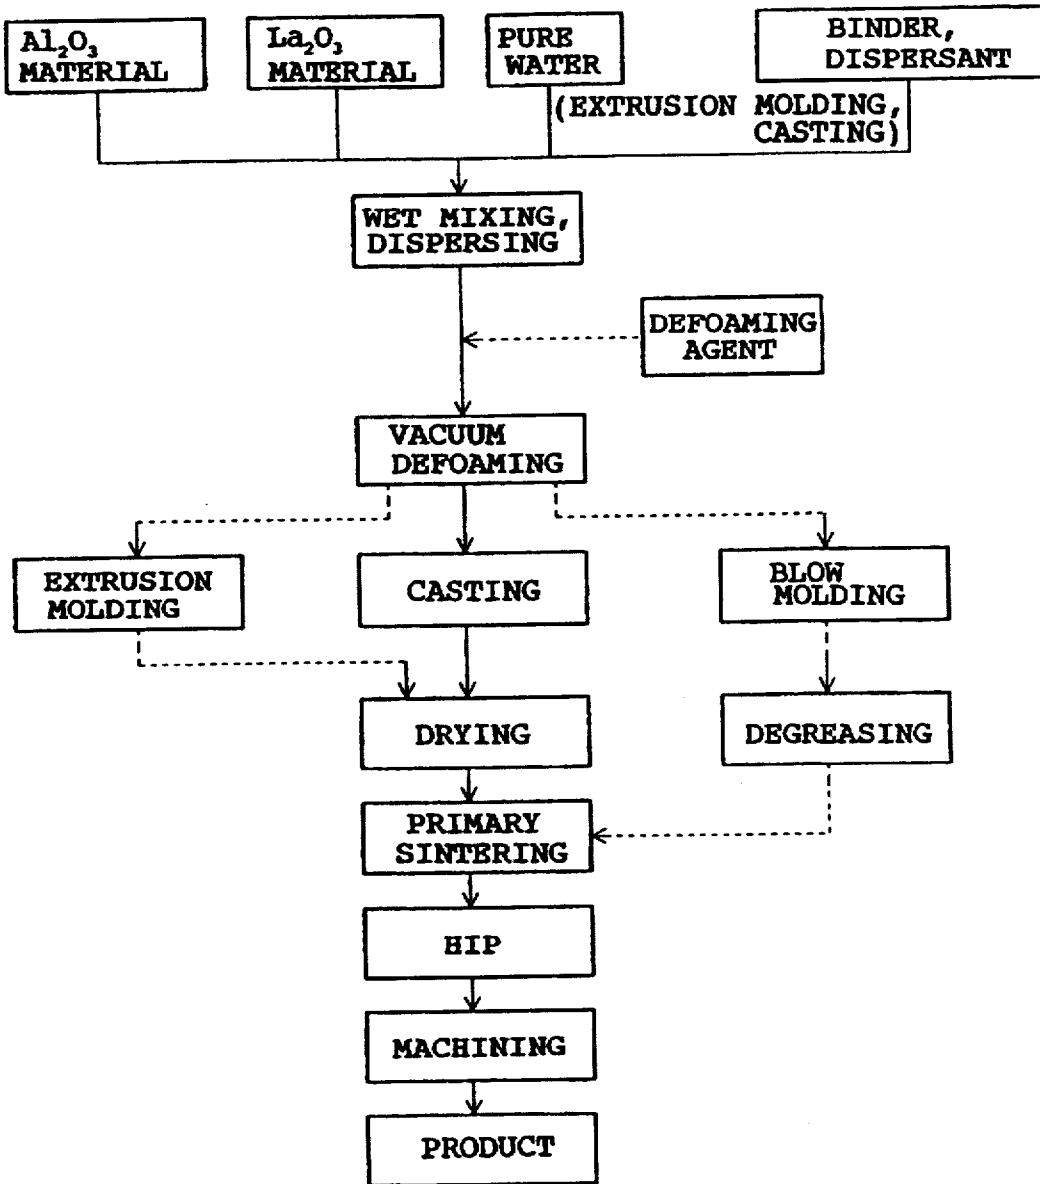 Al₂O₃
MATERIAL
La₂O₃
MATERIAL
PURE
WATER
BINDER,
DISPERSANT
(EXTRUSION MOLDING,
CASTING)
WET MIXING,
DISPERSING
DEFOAMING
AGENT
VACUUM
DEFOAMING
EXTRUSION
MOLDING
CASTING
BLOW
MOLDING
DRYING
DEGREASING
PRIMARY
SINTERING
HIP
MACHINING
PRODUCT